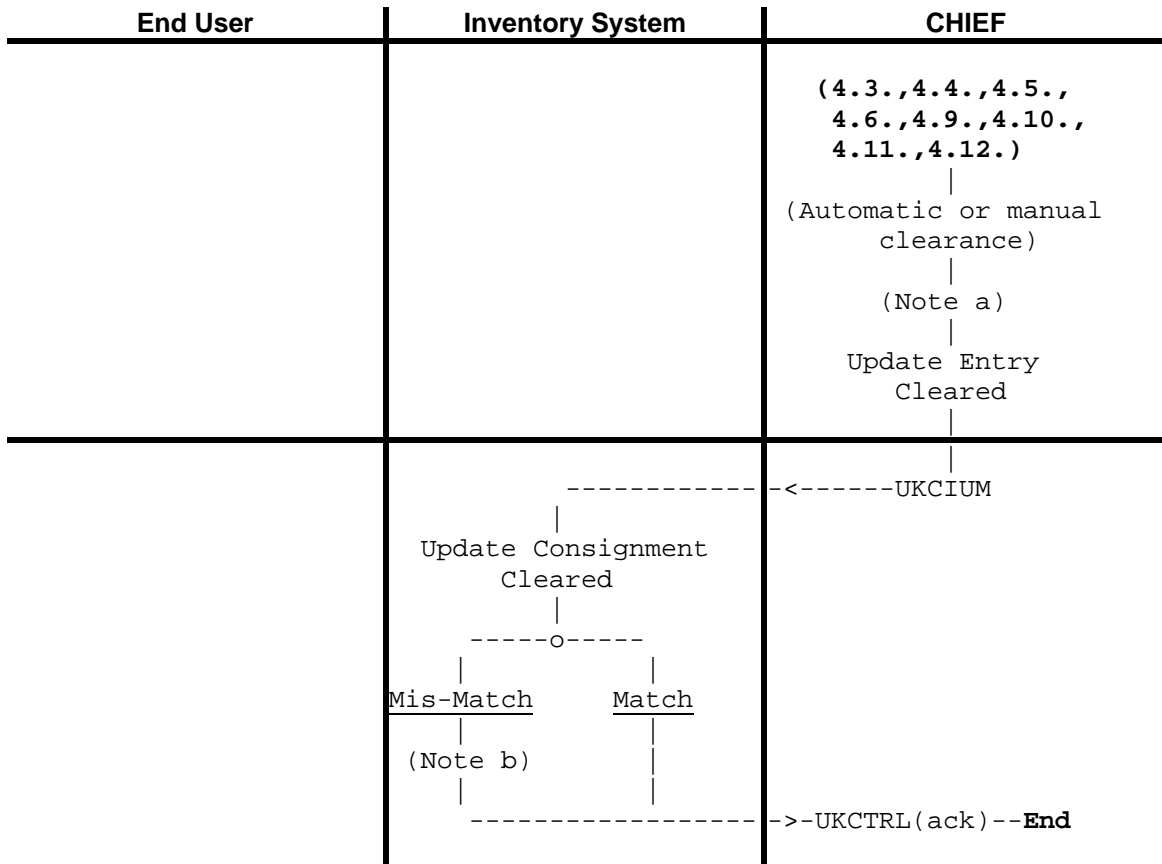 End User Inventory System CHIEF
(4.3.,4.4.,4.5.,
4.6.,4.9.,4.10.,
4.11.,4.12.)
(Automatic or manual
clearance)
(Note a)
Update Entry
Cleared
UKCIUM
Update Consignment
Cleared
Mis-Match Match
(Note b)
UKCTRL(ack)--End